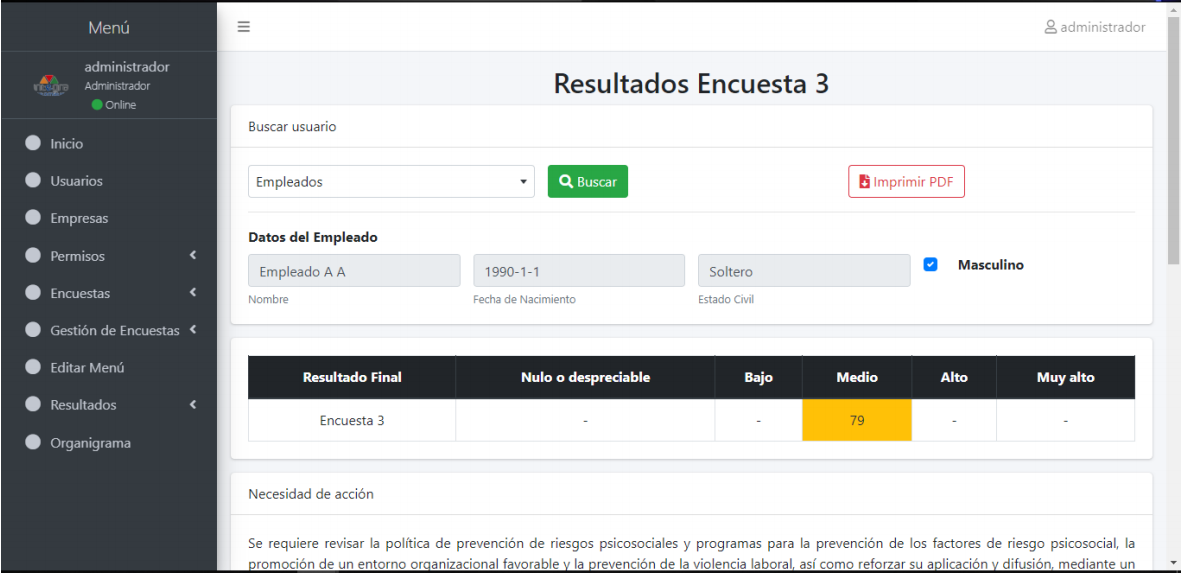 Menú
administrador
administrador
Administrador
Online
Inicio
Usuarios
Empresas
Permisos
Encuestas
Gestión de Encuestas
Editar Menú
Resultados
Organigrama
Resultados Encuesta 3
Buscar usuario
Empleados Buscar Imprimir PDF
Datos del Empleado
Empleado A A 1990-1-1 Soltero Masculino
Nombre Fecha de Nacimiento Estado Civil
Resultado Final Nulo o despreciable Bajo Medio Alto Muy alto
Encuesta 3 - - 79 - -
Necesidad de acción
Se requiere revisar la política de prevención de riesgos psicosociales y programas para la prevención de los factores de riesgo psicosocial, la
promoción de un entorno organizacional favorable y la prevención de la violencia laboral, así como reforzar su aplicación y difusión, mediante un